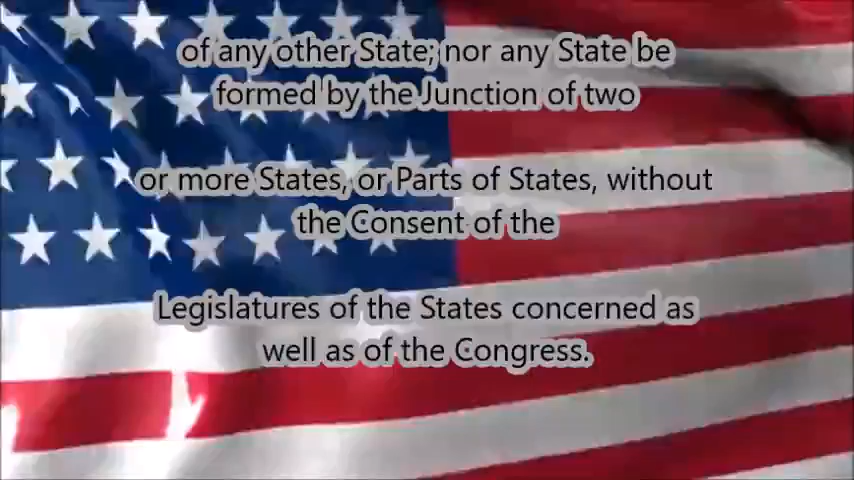 of any other State; nor any State be
formed by the Junction of two
or more States, or Parts of States, without
the Consent of the
Legislatures of the States concerned as
well as of the Congress.